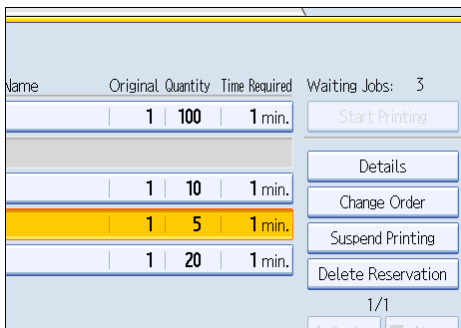 Name Original Quantity Time Required Waiting Jobs: 3
1 100 1 min. Start Printing
Details
1 10 1 min. Change Order
1 5 1 min. Suspend Printing
1 20 1 min. Delete Reservation
1/1